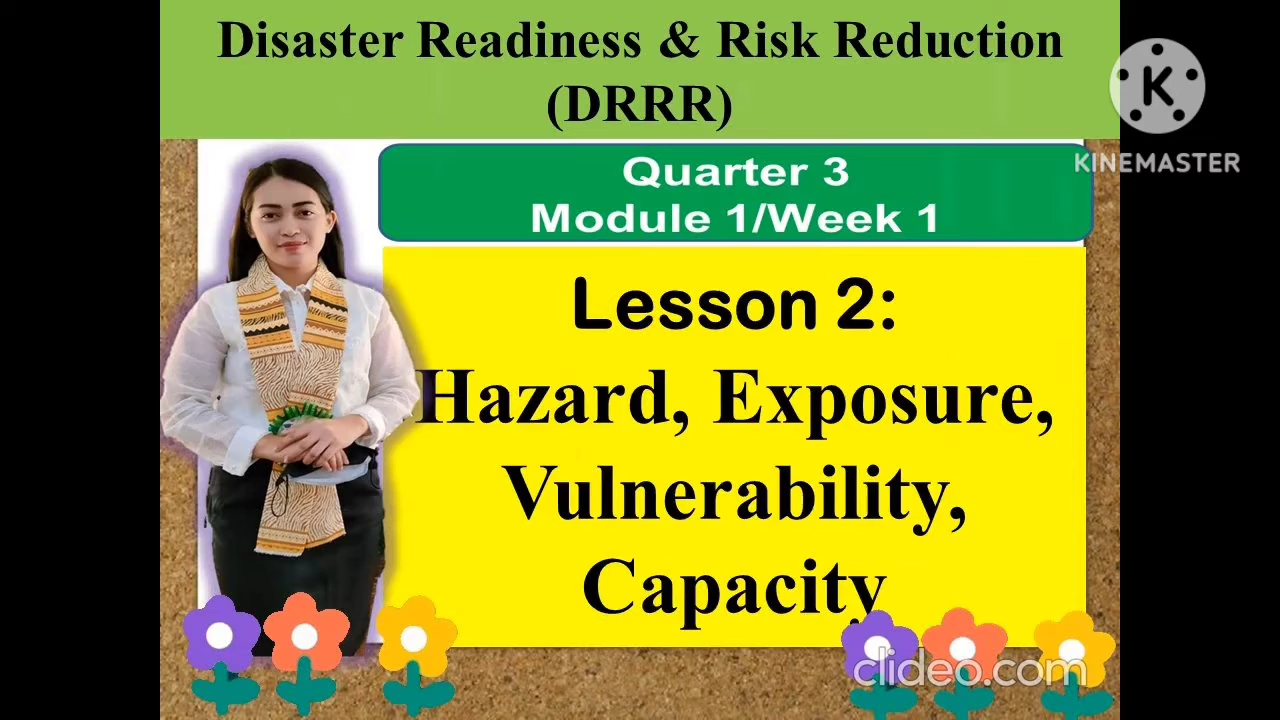 Disaster Readiness & Risk Reduction
(DRRR)
K
KINEMASTER
Quarter 3
Module 1/Week 1
Lesson 2:
Hazard, Exposure,
Vulnerability,
Capacity
clideo.com